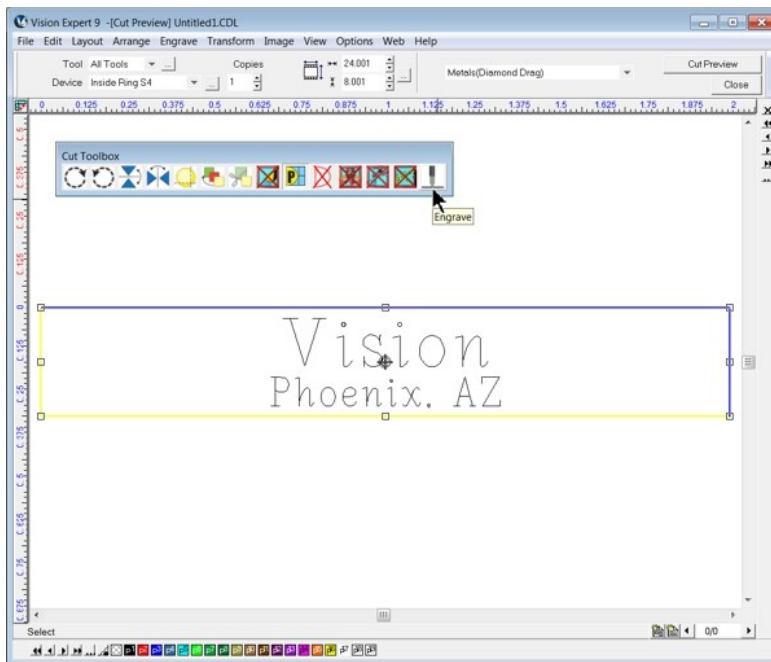 Vision Expert 9 -[Cut Preview] Untitled1.CDL
File Edit Layout Arrange Engrave Transform Image View Options Web Help
Tool All Tools ... Copies 24.001 Metals(Diamond Drag) Cut Preview
Device Inside Ring S4 ... 1 8.001 ... Close
0 0.125 0.25 0.375 0.5 0.625 0.75 0.875 1 1.125 1.25 1.375 1.5 1.625 1.75 1.875 2
Cut Toolbox
P
Engrave
Vision
Phoenix, AZ
Select 0/0